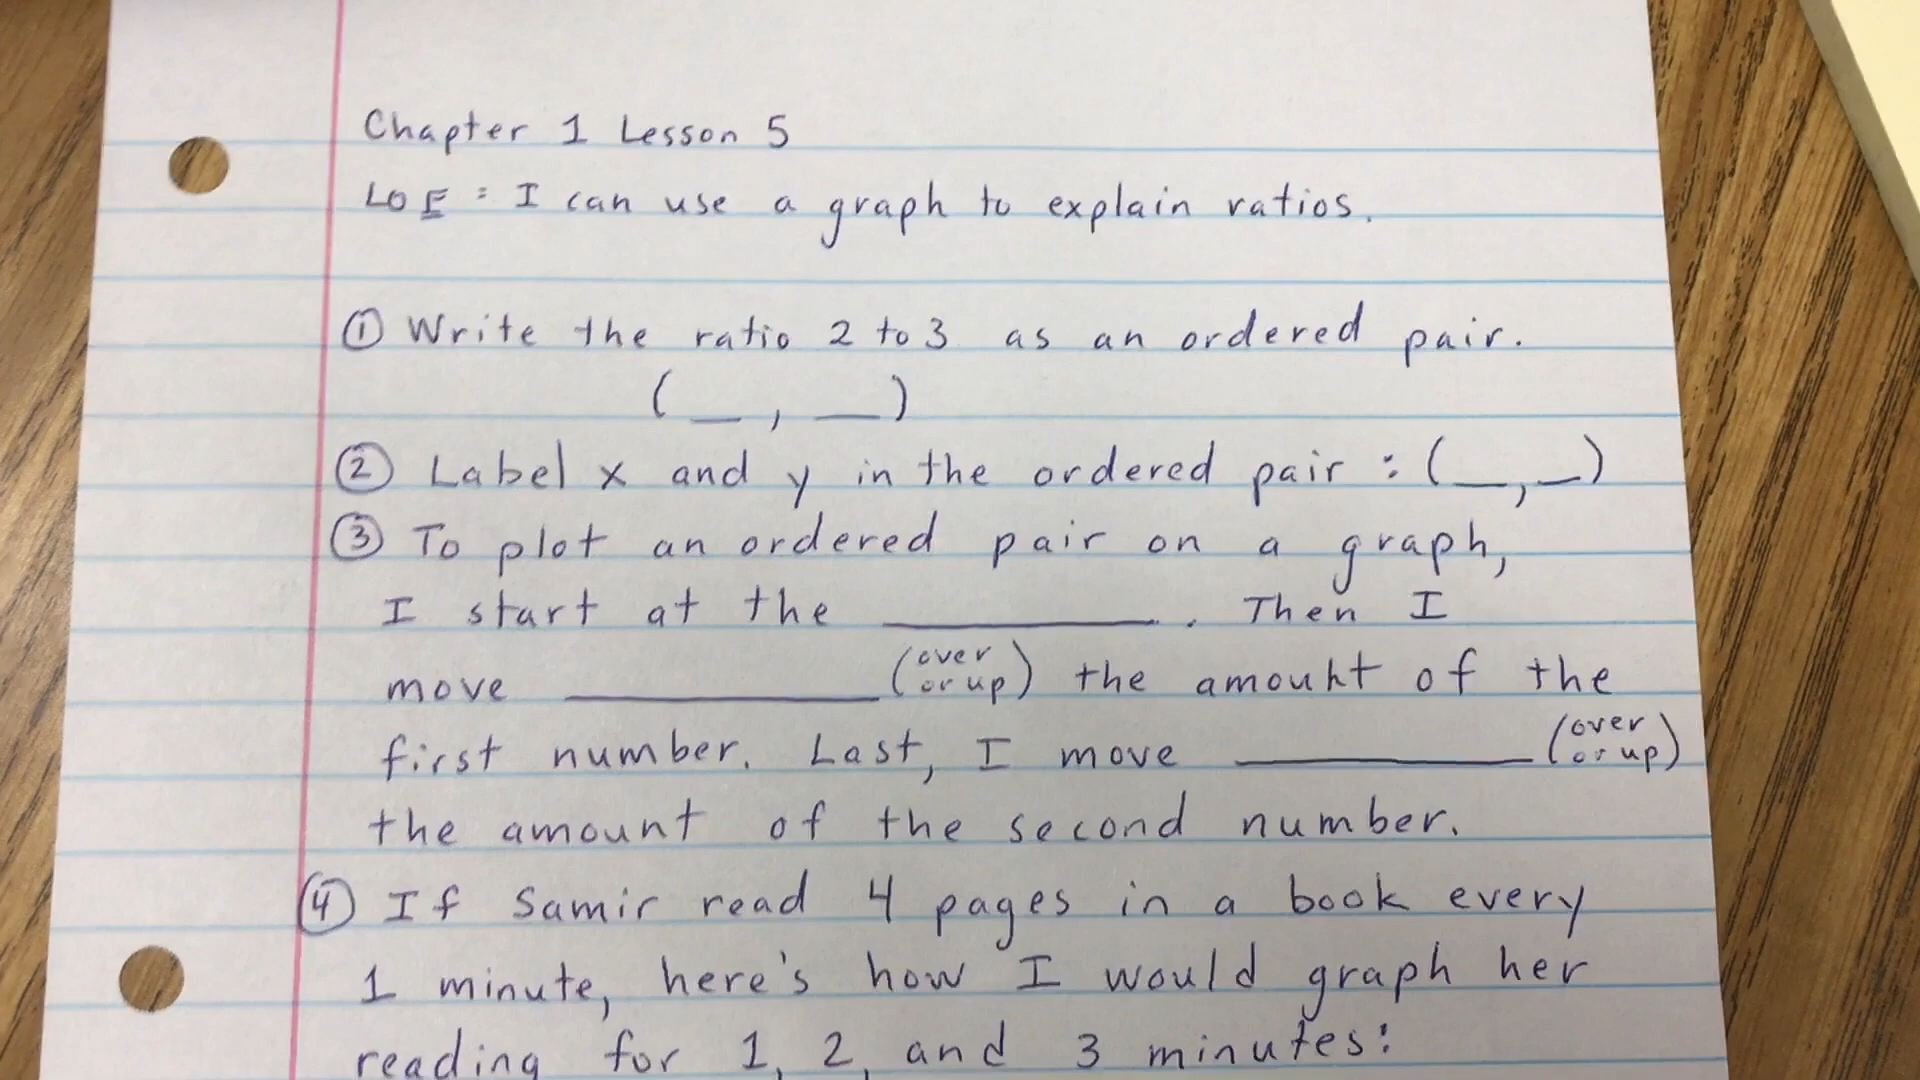 Chapter 1 Lesson 5
LOE: I can use a graph to explain ratios.
① Write the ratio 2 to 3 as an ordered pair.
(__, __)
② Label x and y in the ordered pair: (__,__)
③ To plot an ordered pair on a graph,
I start at the ________. Then I
move ________ (over or up) the amount of the
first number. Last, I move ________ (over or up)
the amount of the second number.
④ If Samir read 4 pages in a book every
1 minute, here's how I would graph her
reading for 1, 2, and 3 minutes: